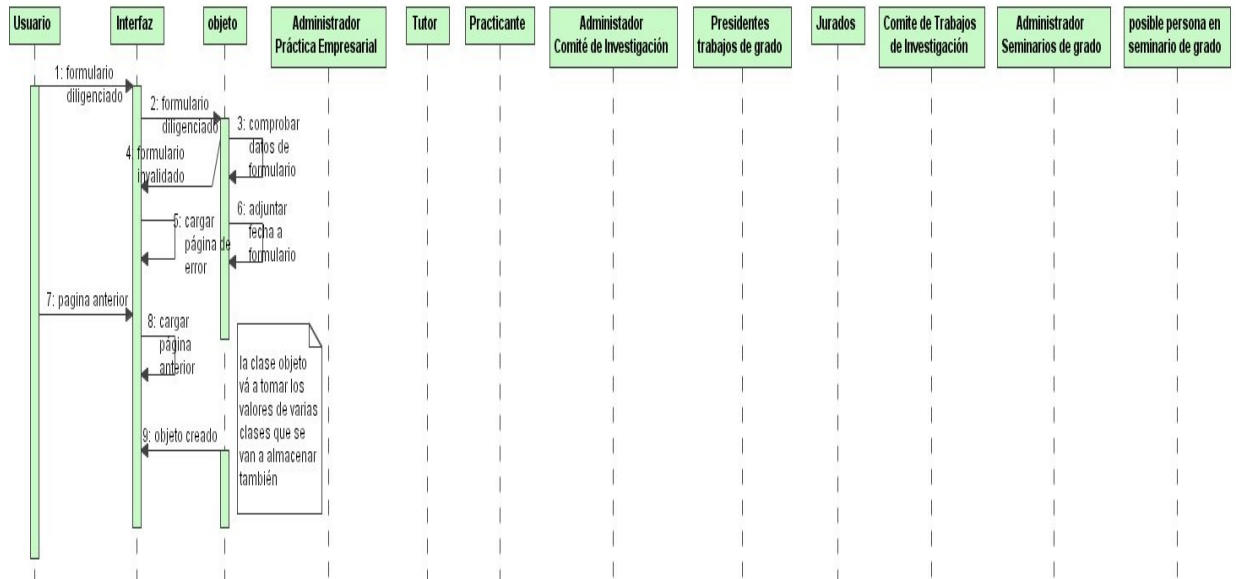 Usuario
Interfaz
objeto
Administrador
Práctica Empresarial
Tutor
Practicante
Administador
Comité de Investigación
Presidentes
trabajos de grado
Jurados
Comite de Trabajos
de Investigación
Administrador
Seminarios de grado
posible persona en
seminario de grado
1: formulario
diligenciado
2: formulario
diligenciado
3: comprobar
datos de
formulario
4: formulario
invalidado
5: cargar
página de
error
6: adjuntar
fecha a
formulario
7: pagina anterior
8: cargar
página
anterior
9: objeto creado
la clase objeto
vá a tomar los
valores de varias
clases que se
van a almacenar
también